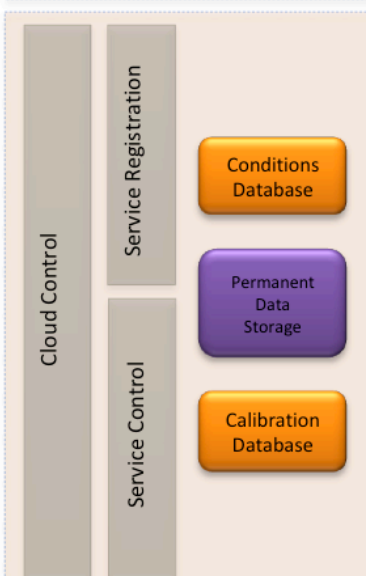 Cloud Control
Service Registration
Service Control
Conditions
Database
Permanent
Data
Storage
Calibration
Database